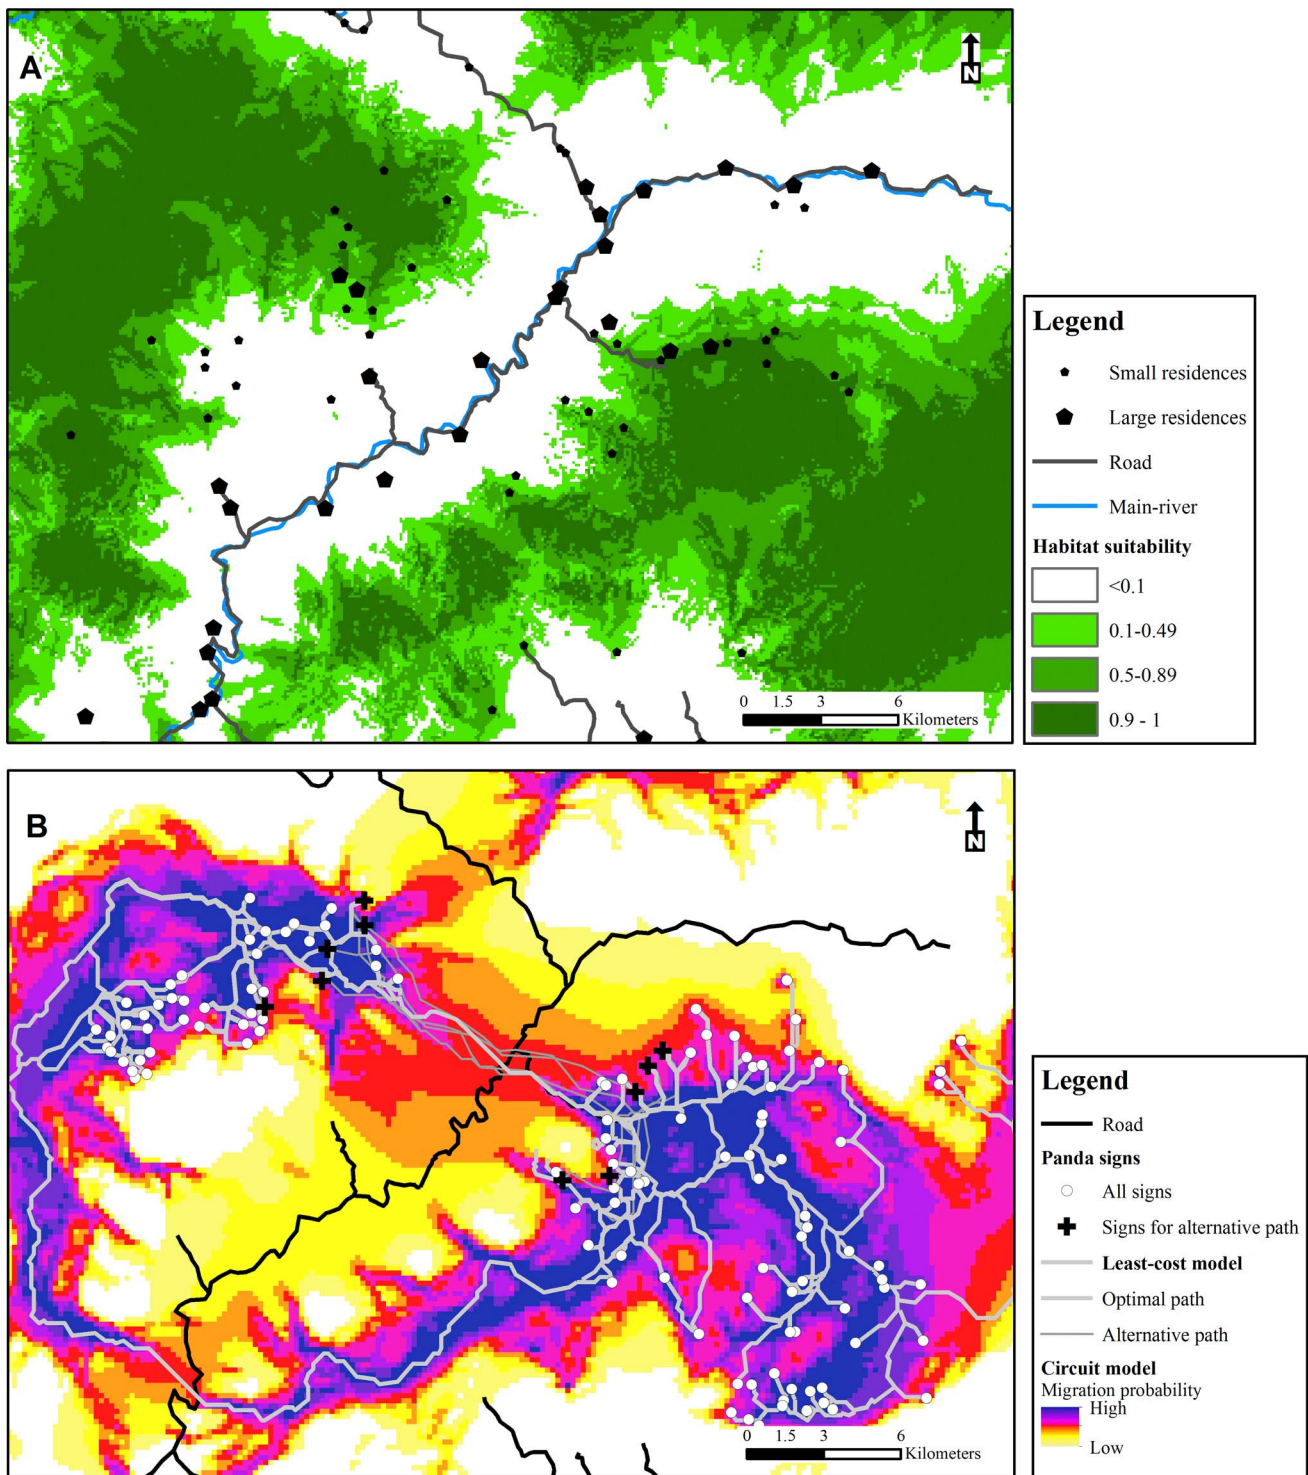 A
N
0 1.5 3 6
Kilometers
Legend
Small residences
Large residences
Road
Main-river
Habitat suitability
<0.1
0.1-0.49
0.5-0.89
0.9 - 1
B
N
0 1.5 3 6
Kilometers
Legend
Road
Panda signs
All signs
Signs for alternative path
Least-cost model
Optimal path
Alternative path
Circuit model
Migration probability
High
Low